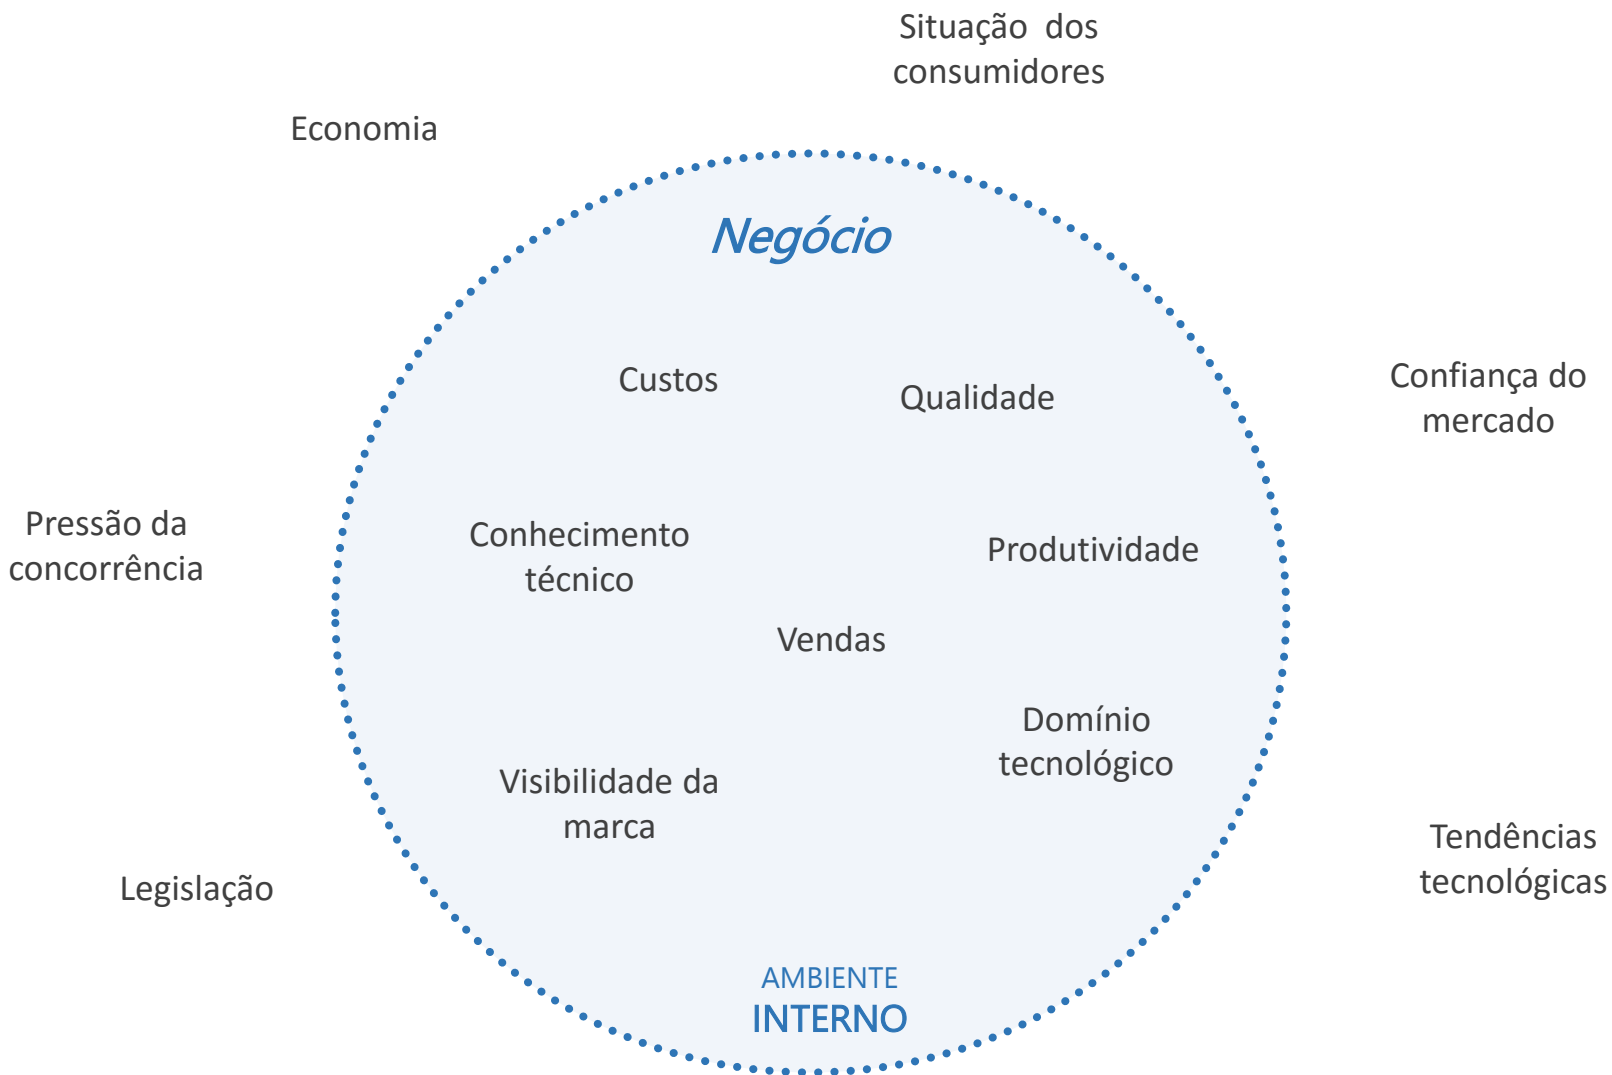 Situação dos
consumidores
Economia
Negócio
Custos
Qualidade
Confiança do
mercado
Pressão da
concorrência
Conhecimento
técnico
Produtividade
Vendas
Domínio
tecnológico
Visibilidade da
marca
Tendências
tecnológicas
Legislação
AMBIENTE
INTERNO